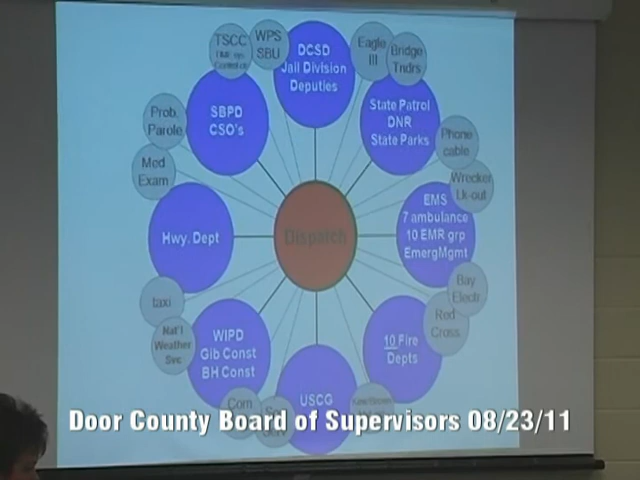 TSCC
WPS
SBU
DCSD
Jail Division
Deputies
Eagle
III
Bridge
Tndrs
SBPD
CSO's
State Patrol
DNR
State Parks
Prob.
Parole
Phone
cable
Med
Exam
Wrecker
Lk-out
EMS
7 ambulance
10 EMR grp
EmergMgmt
Hwy. Dept
Dispatch
Bay
Electr
taxi
Red
Cross
Nat'l
Weather
Svc
WIPD
Gib Const
BH Const
10 Fire
Depts
USCG
Com
Door County Board of Supervisors 08/23/11